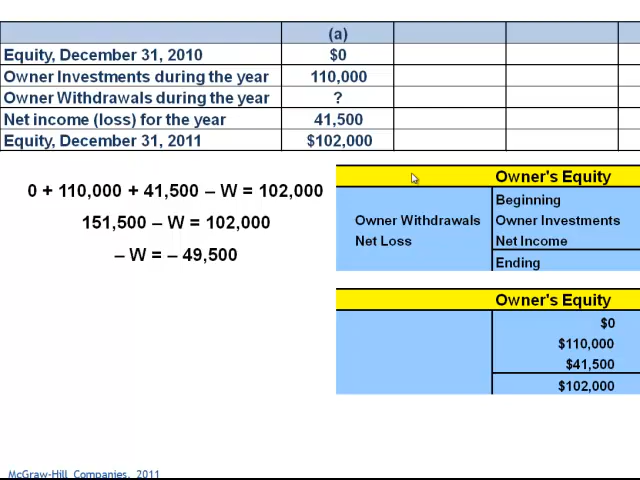 (a)
Equity, December 31, 2010 $0
Owner Investments during the year 110,000
Owner Withdrawals during the year ?
Net income (loss) for the year 41,500
Equity, December 31, 2011 $102,000
0 + 110,000 + 41,500 – W = 102,000
151,500 – W = 102,000
– W = – 49,500
Owner's Equity
Beginning
Owner Withdrawals Owner Investments
Net Loss Net Income
Ending
Owner's Equity
$0
$110,000
$41,500
$102,000
McGraw-Hill Companies, 2011